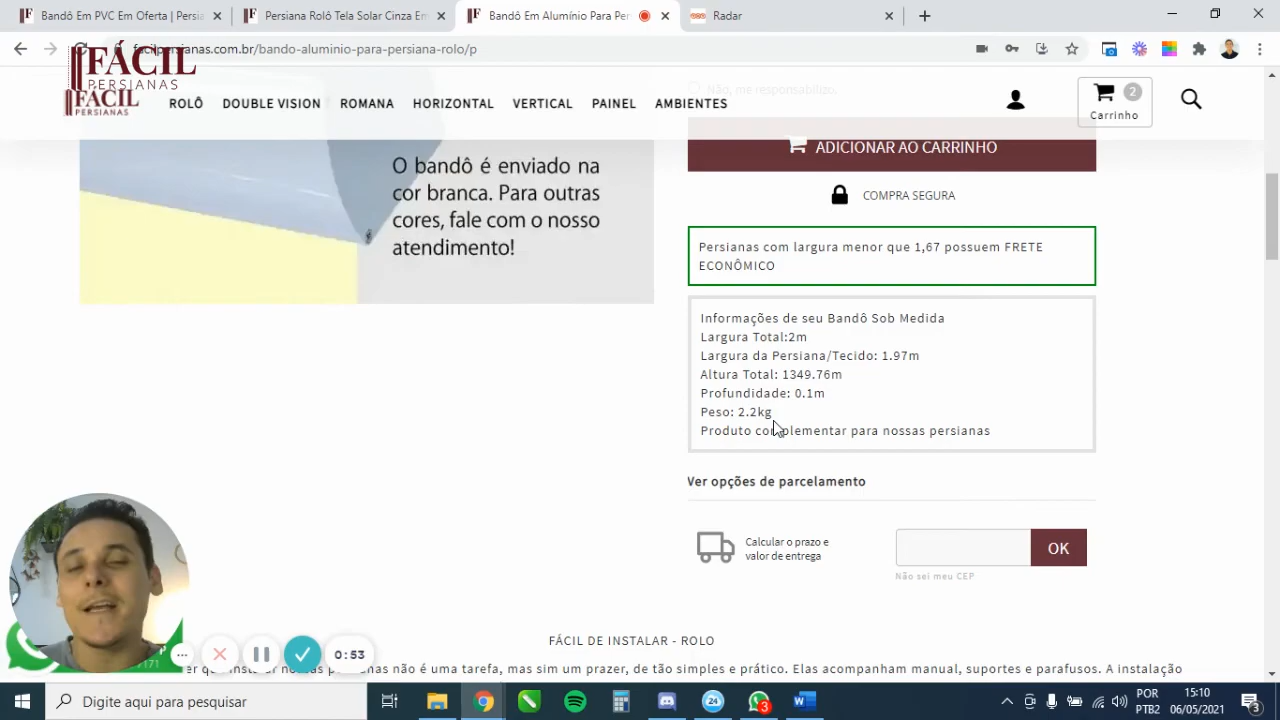 Bandô Em PVC Em Oferta | Persia
Persiana Rolô Tela Solar Cinza E
Bandô Em Alumínio Para Per
Radar
facilpersianas.com.br/bando-aluminio-para-persiana-rolo/p
FÁCIL
PERSIANAS
FÁCIL
PERSIANAS
ROLÔ DOUBLE VISION ROMANA HORIZONTAL VERTICAL PAINEL AMBIENTES
2
Carrinho
Não, me responsabilizo.
ADICIONAR AO CARRINHO
COMPRA SEGURA
O bandô é enviado na
cor branca. Para outras
cores, fale com o nosso
atendimento!
Persianas com largura menor que 1,67 possuem FRETE
ECONÔMICO
Informações de seu Bandô Sob Medida
Largura Total:2m
Largura da Persiana/Tecido: 1.97m
Altura Total: 1349.76m
Profundidade: 0.1m
Peso: 2.2kg
Produto complementar para nossas persianas
Ver opções de parcelamento
Calcular o prazo e
valor de entrega
OK
Não sei meu CEP
FÁCIL DE INSTALAR - ROLO
não é uma tarefa, mas sim um prazer, de tão simples e prático. Elas acompanham manual, suportes e parafusos. A instalação
0:53
171
Digite aqui para pesquisar
24
3
POR
PTB2
15:10
06/05/2021
3